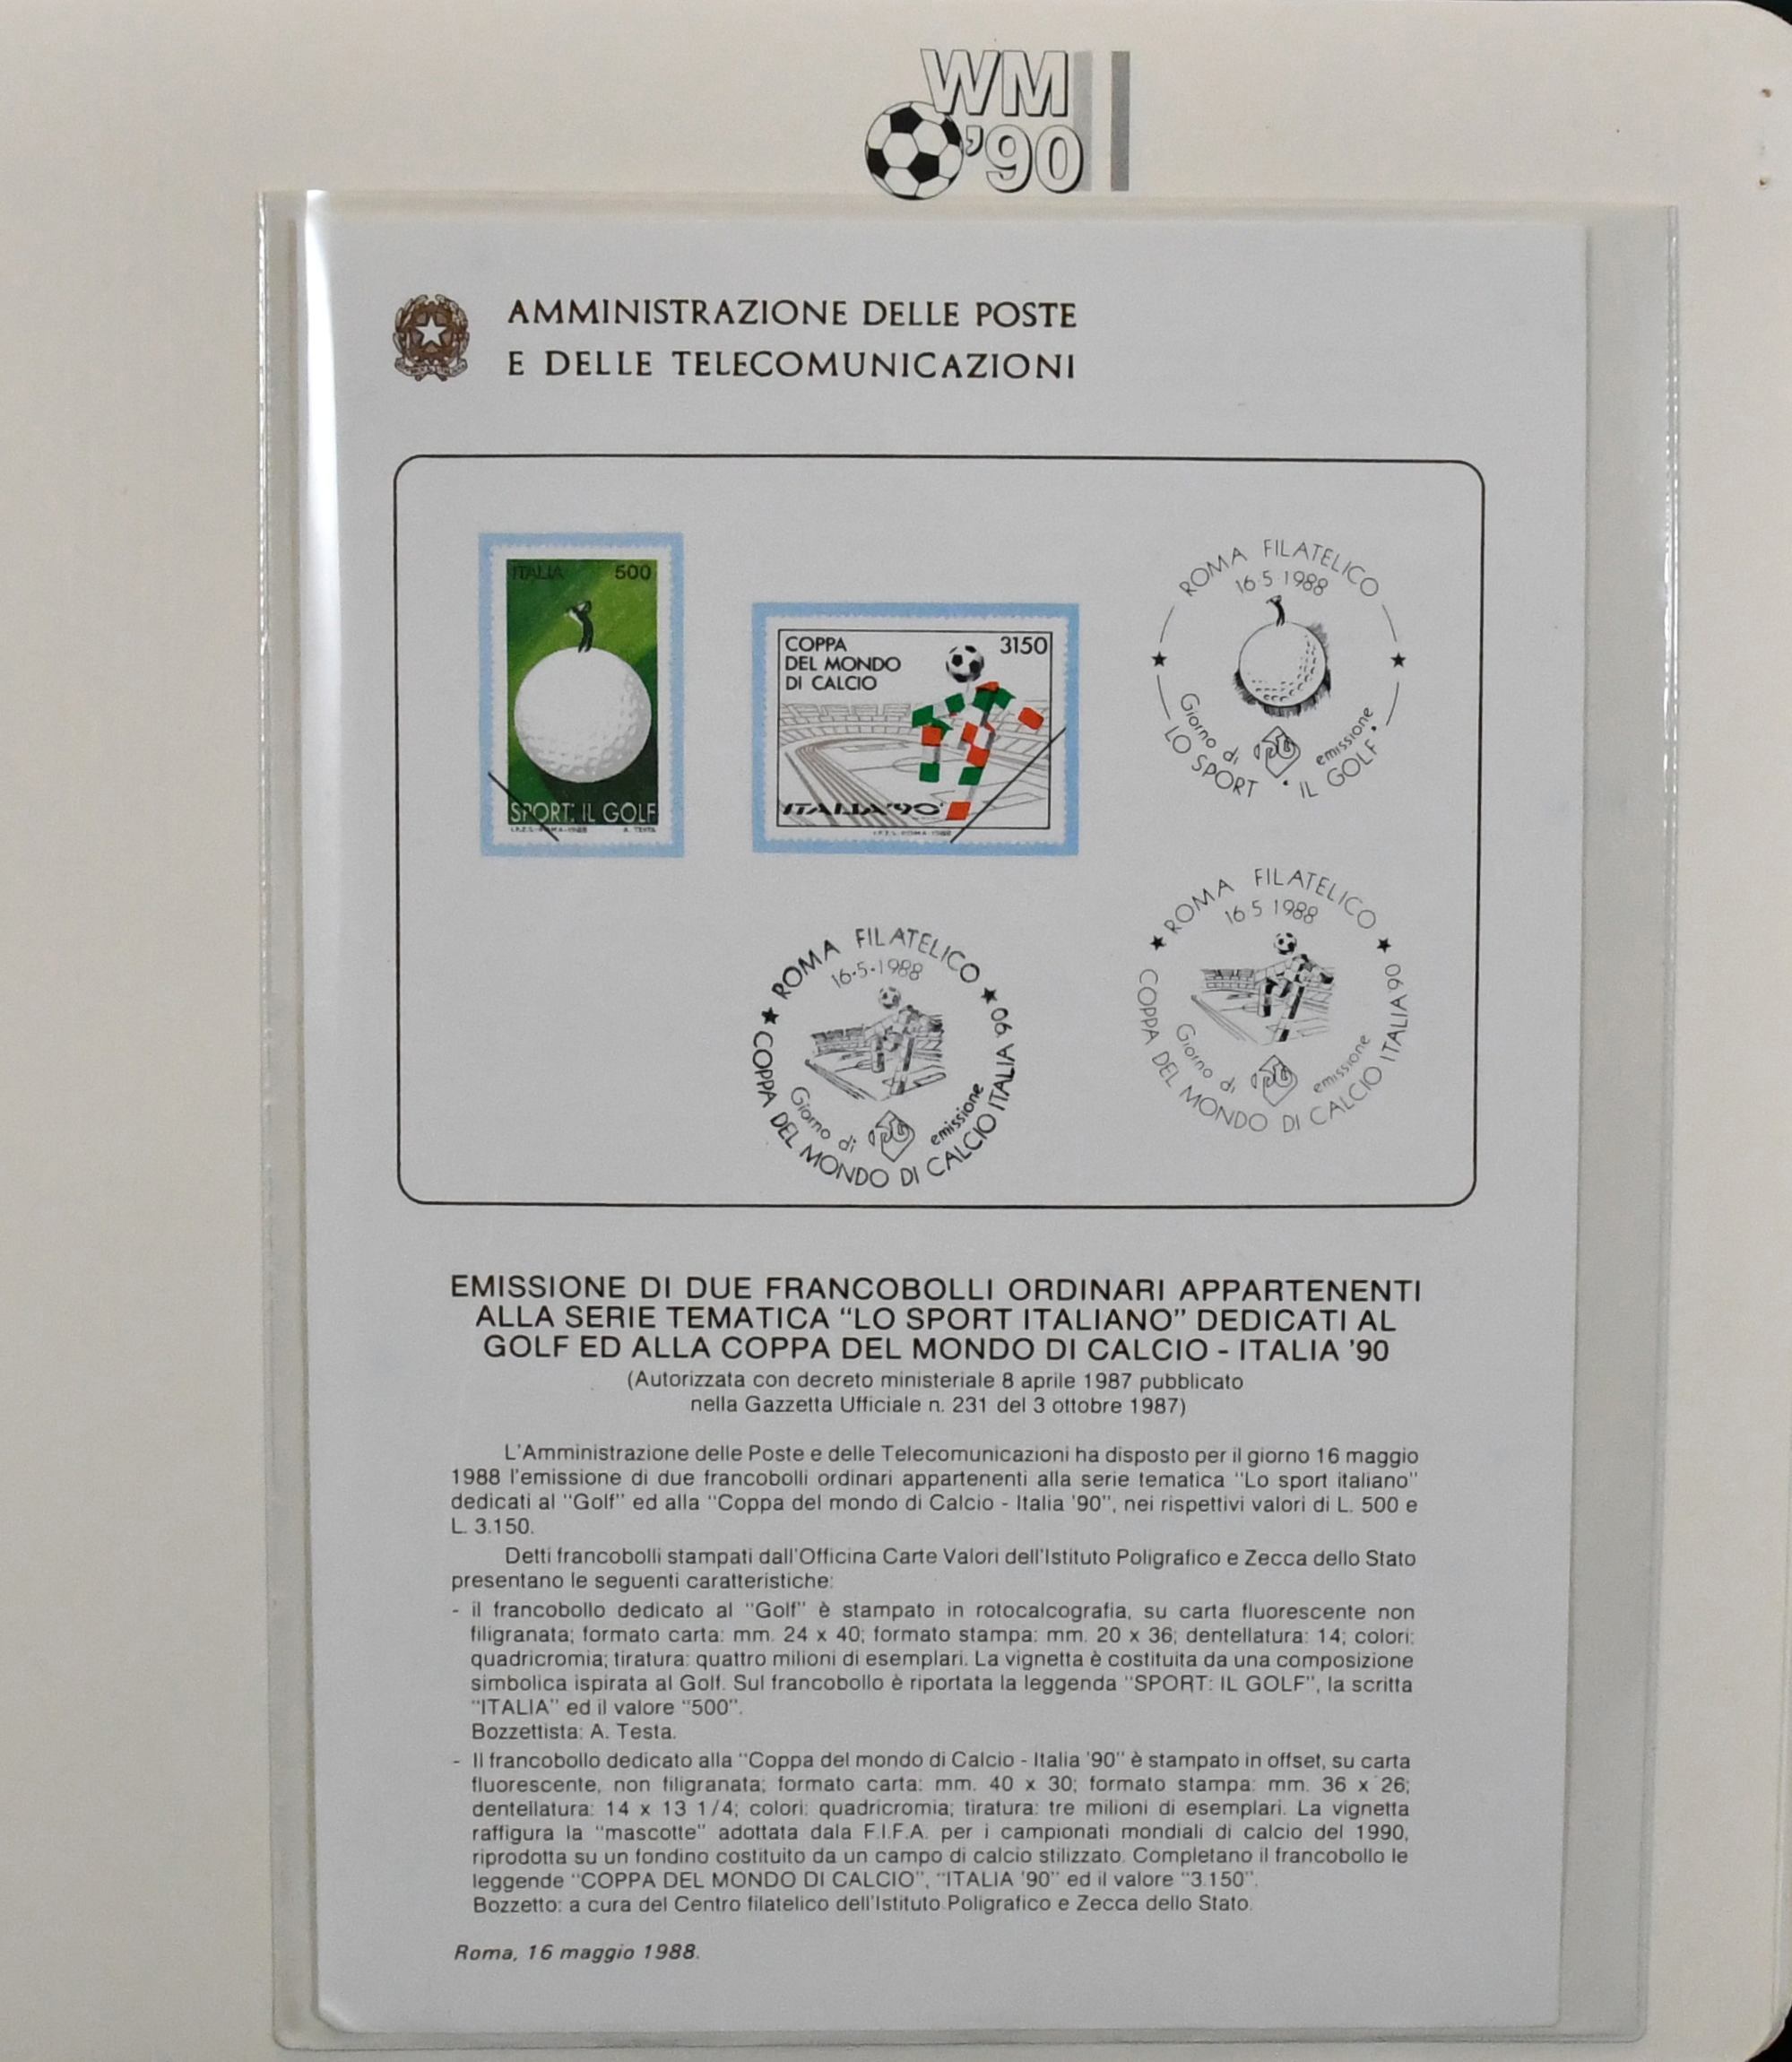 WM
'90
AMMINISTRAZIONE DELLE POSTE
E DELLE TELECOMUNICAZIONI
ITALIA 500
SPORT: IL GOLF
I.P.Z.S.-ROMA-1988 A. TESTA
COPPA
DEL MONDO
DI CALCIO
3150
ITALIA'90
I.P.Z.S.-ROMA-1988
ROMA FILATELICO
16 5 1988
Giorno di emissione
LO SPORT • IL GOLF •
ROMA FILATELICO
16-5-1988
Giorno di emissione
COPPA DEL MONDO DI CALCIO ITALIA 90
ROMA FILATELICO
16 5 1988
Giorno di emissione
COPPA DEL MONDO DI CALCIO ITALIA 90
EMISSIONE DI DUE FRANCOBOLLI ORDINARI APPARTENENTI
ALLA SERIE TEMATICA "LO SPORT ITALIANO" DEDICATI AL
GOLF ED ALLA COPPA DEL MONDO DI CALCIO - ITALIA '90
(Autorizzata con decreto ministeriale 8 aprile 1987 pubblicato
nella Gazzetta Ufficiale n. 231 del 3 ottobre 1987)
L'Amministrazione delle Poste e delle Telecomunicazioni ha disposto per il giorno 16 maggio
1988 l'emissione di due francobolli ordinari appartenenti alla serie tematica "Lo sport italiano"
dedicati al "Golf" ed alla "Coppa del mondo di Calcio - Italia '90", nei rispettivi valori di L. 500 e
L. 3.150.
Detti francobolli stampati dall'Officina Carte Valori dell'Istituto Poligrafico e Zecca dello Stato
presentano le seguenti caratteristiche:
- il francobollo dedicato al "Golf" è stampato in rotocalcografia, su carta fluorescente non
filigranata; formato carta: mm. 24 x 40; formato stampa: mm. 20 x 36; dentellatura: 14; colori:
quadricromia; tiratura: quattro milioni di esemplari. La vignetta è costituita da una composizione
simbolica ispirata al Golf. Sul francobollo è riportata la leggenda "SPORT: IL GOLF", la scritta
"ITALIA" ed il valore "500".
Bozzettista: A. Testa.
- Il francobollo dedicato alla "Coppa del mondo di Calcio - Italia '90" è stampato in offset, su carta
fluorescente, non filigranata; formato carta: mm. 40 x 30; formato stampa: mm. 36 x 26;
dentellatura: 14 x 13 1/4; colori: quadricromia; tiratura: tre milioni di esemplari. La vignetta
raffigura la "mascotte" adottata dala F.I.F.A. per i campionati mondiali di calcio del 1990,
riprodotta su un fondino costituito da un campo di calcio stilizzato. Completano il francobollo le
leggende "COPPA DEL MONDO DI CALCIO", "ITALIA '90" ed il valore "3.150".
Bozzetto: a cura del Centro filatelico dell'Istituto Poligrafico e Zecca dello Stato.
Roma, 16 maggio 1988.